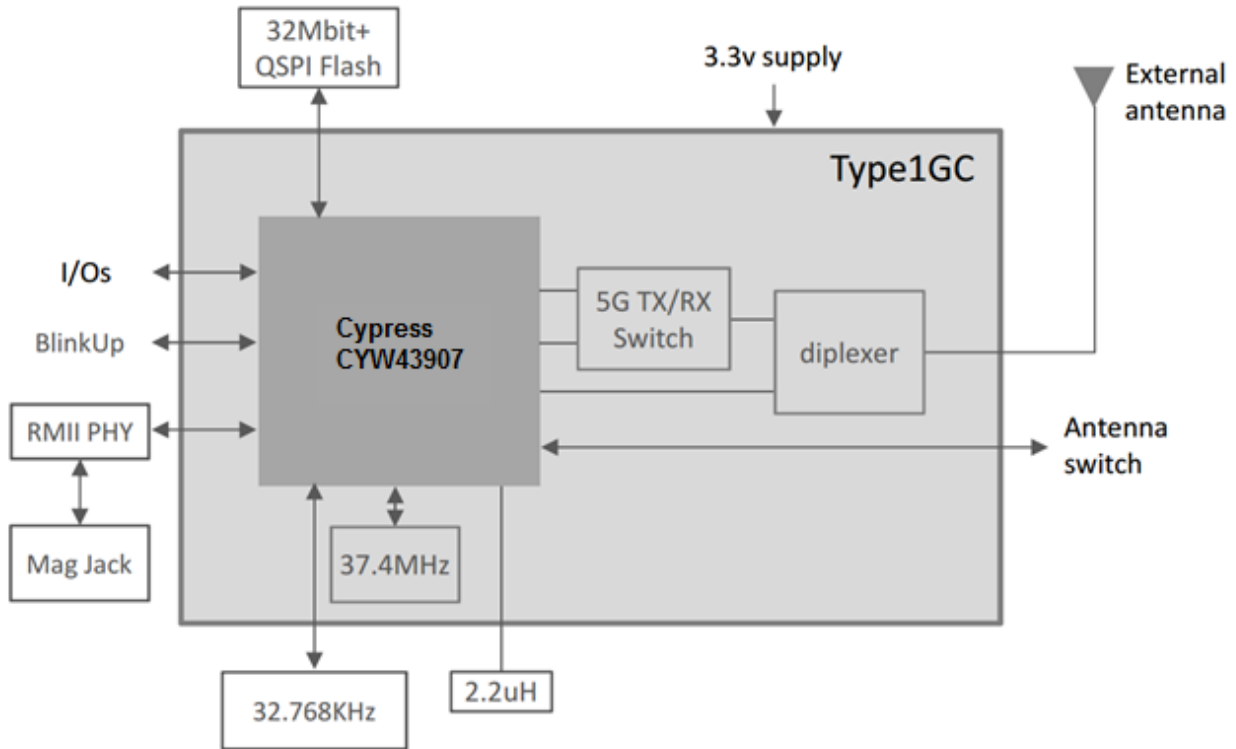 32Mbit+
QSPI Flash
3.3v supply
External
antenna
Type1GC
I/Os
5G TX/RX
Switch
Cypress
CYW43907
BlinkUp
diplexer
RMII PHY
Antenna
switch
Mag Jack
37.4MHz
2.2uH
32.768KHz